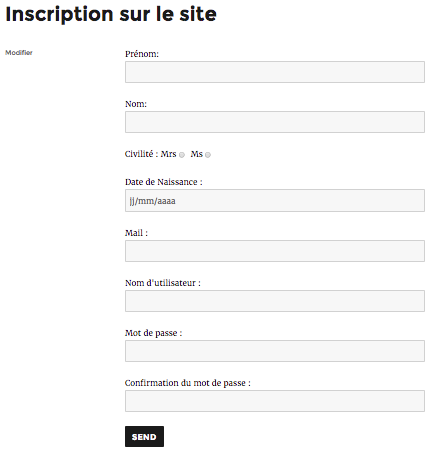 Inscription sur le site
Modifier
Prénom:
Nom:
Civilité : Mrs Ms
Date de Naissance :
jj/mm/aaaa
Mail :
Nom d'utilisateur :
Mot de passe :
Confirmation du mot de passe :
SEND